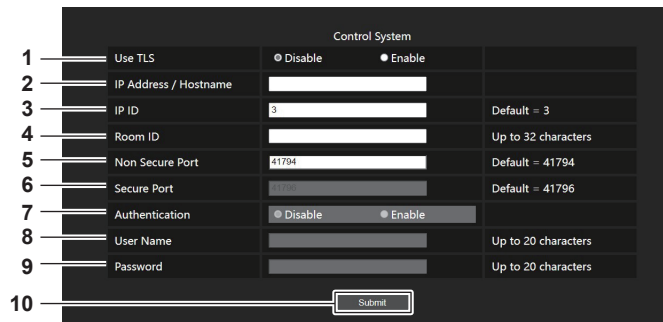 Control System
1 Use TLS Disable Enable
2 IP Address / Hostname
3 IP ID 3 Default = 3
4 Room ID Up to 32 characters
5 Non Secure Port 41794 Default = 41794
6 Secure Port 41796 Default = 41796
7 Authentication Disable Enable
8 User Name Up to 20 characters
9 Password Up to 20 characters
10 Submit